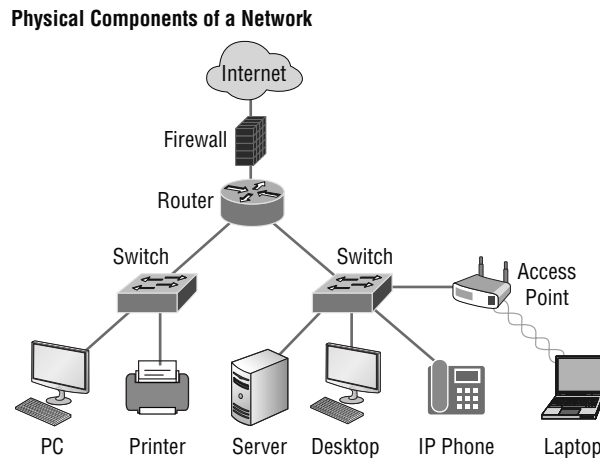 Physical Components of a Network
Internet
Firewall
Router
Switch
Switch
Access
Point
PC
Printer
Server
Desktop
IP Phone
Laptop